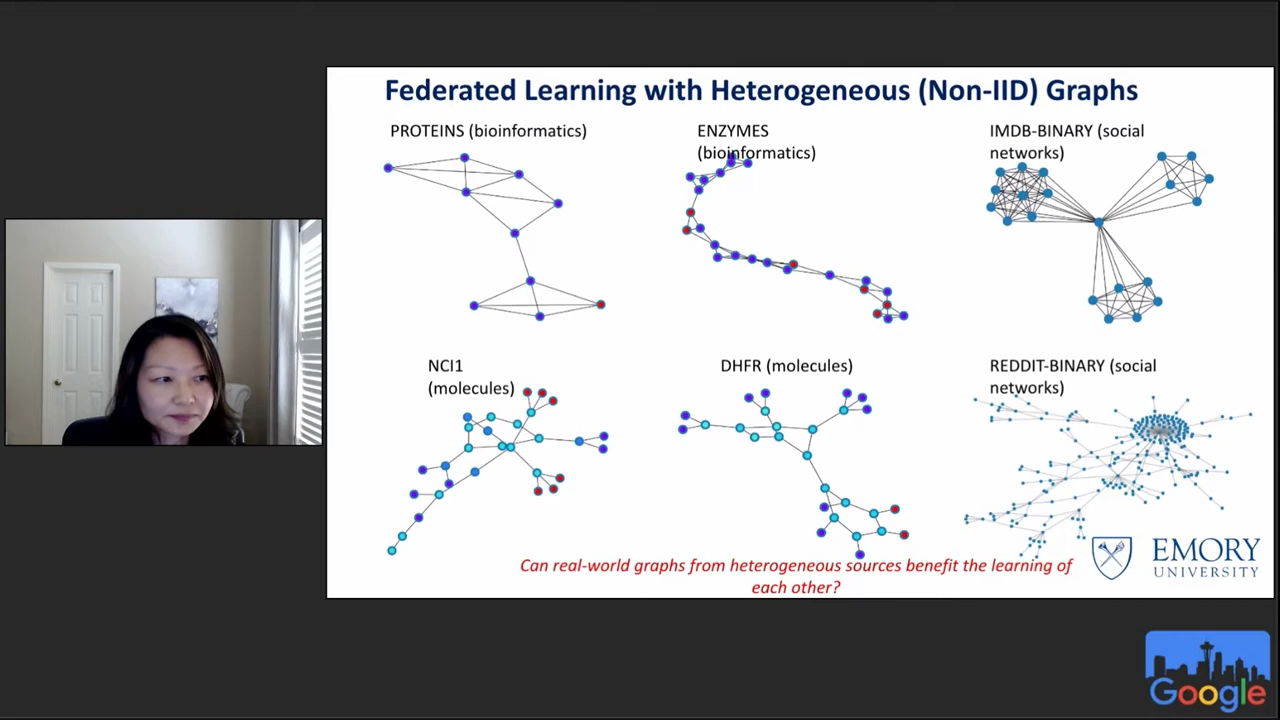 Federated Learning with Heterogeneous (Non-IID) Graphs
PROTEINS (bioinformatics)
ENZYMES
(bioinformatics)
IMDB-BINARY (social
networks)
NCI1
(molecules)
DHFR (molecules)
REDDIT-BINARY (social
networks)
Can real-world graphs from heterogeneous sources benefit the learning of
each other?
EMORY
UNIVERSITY
Google